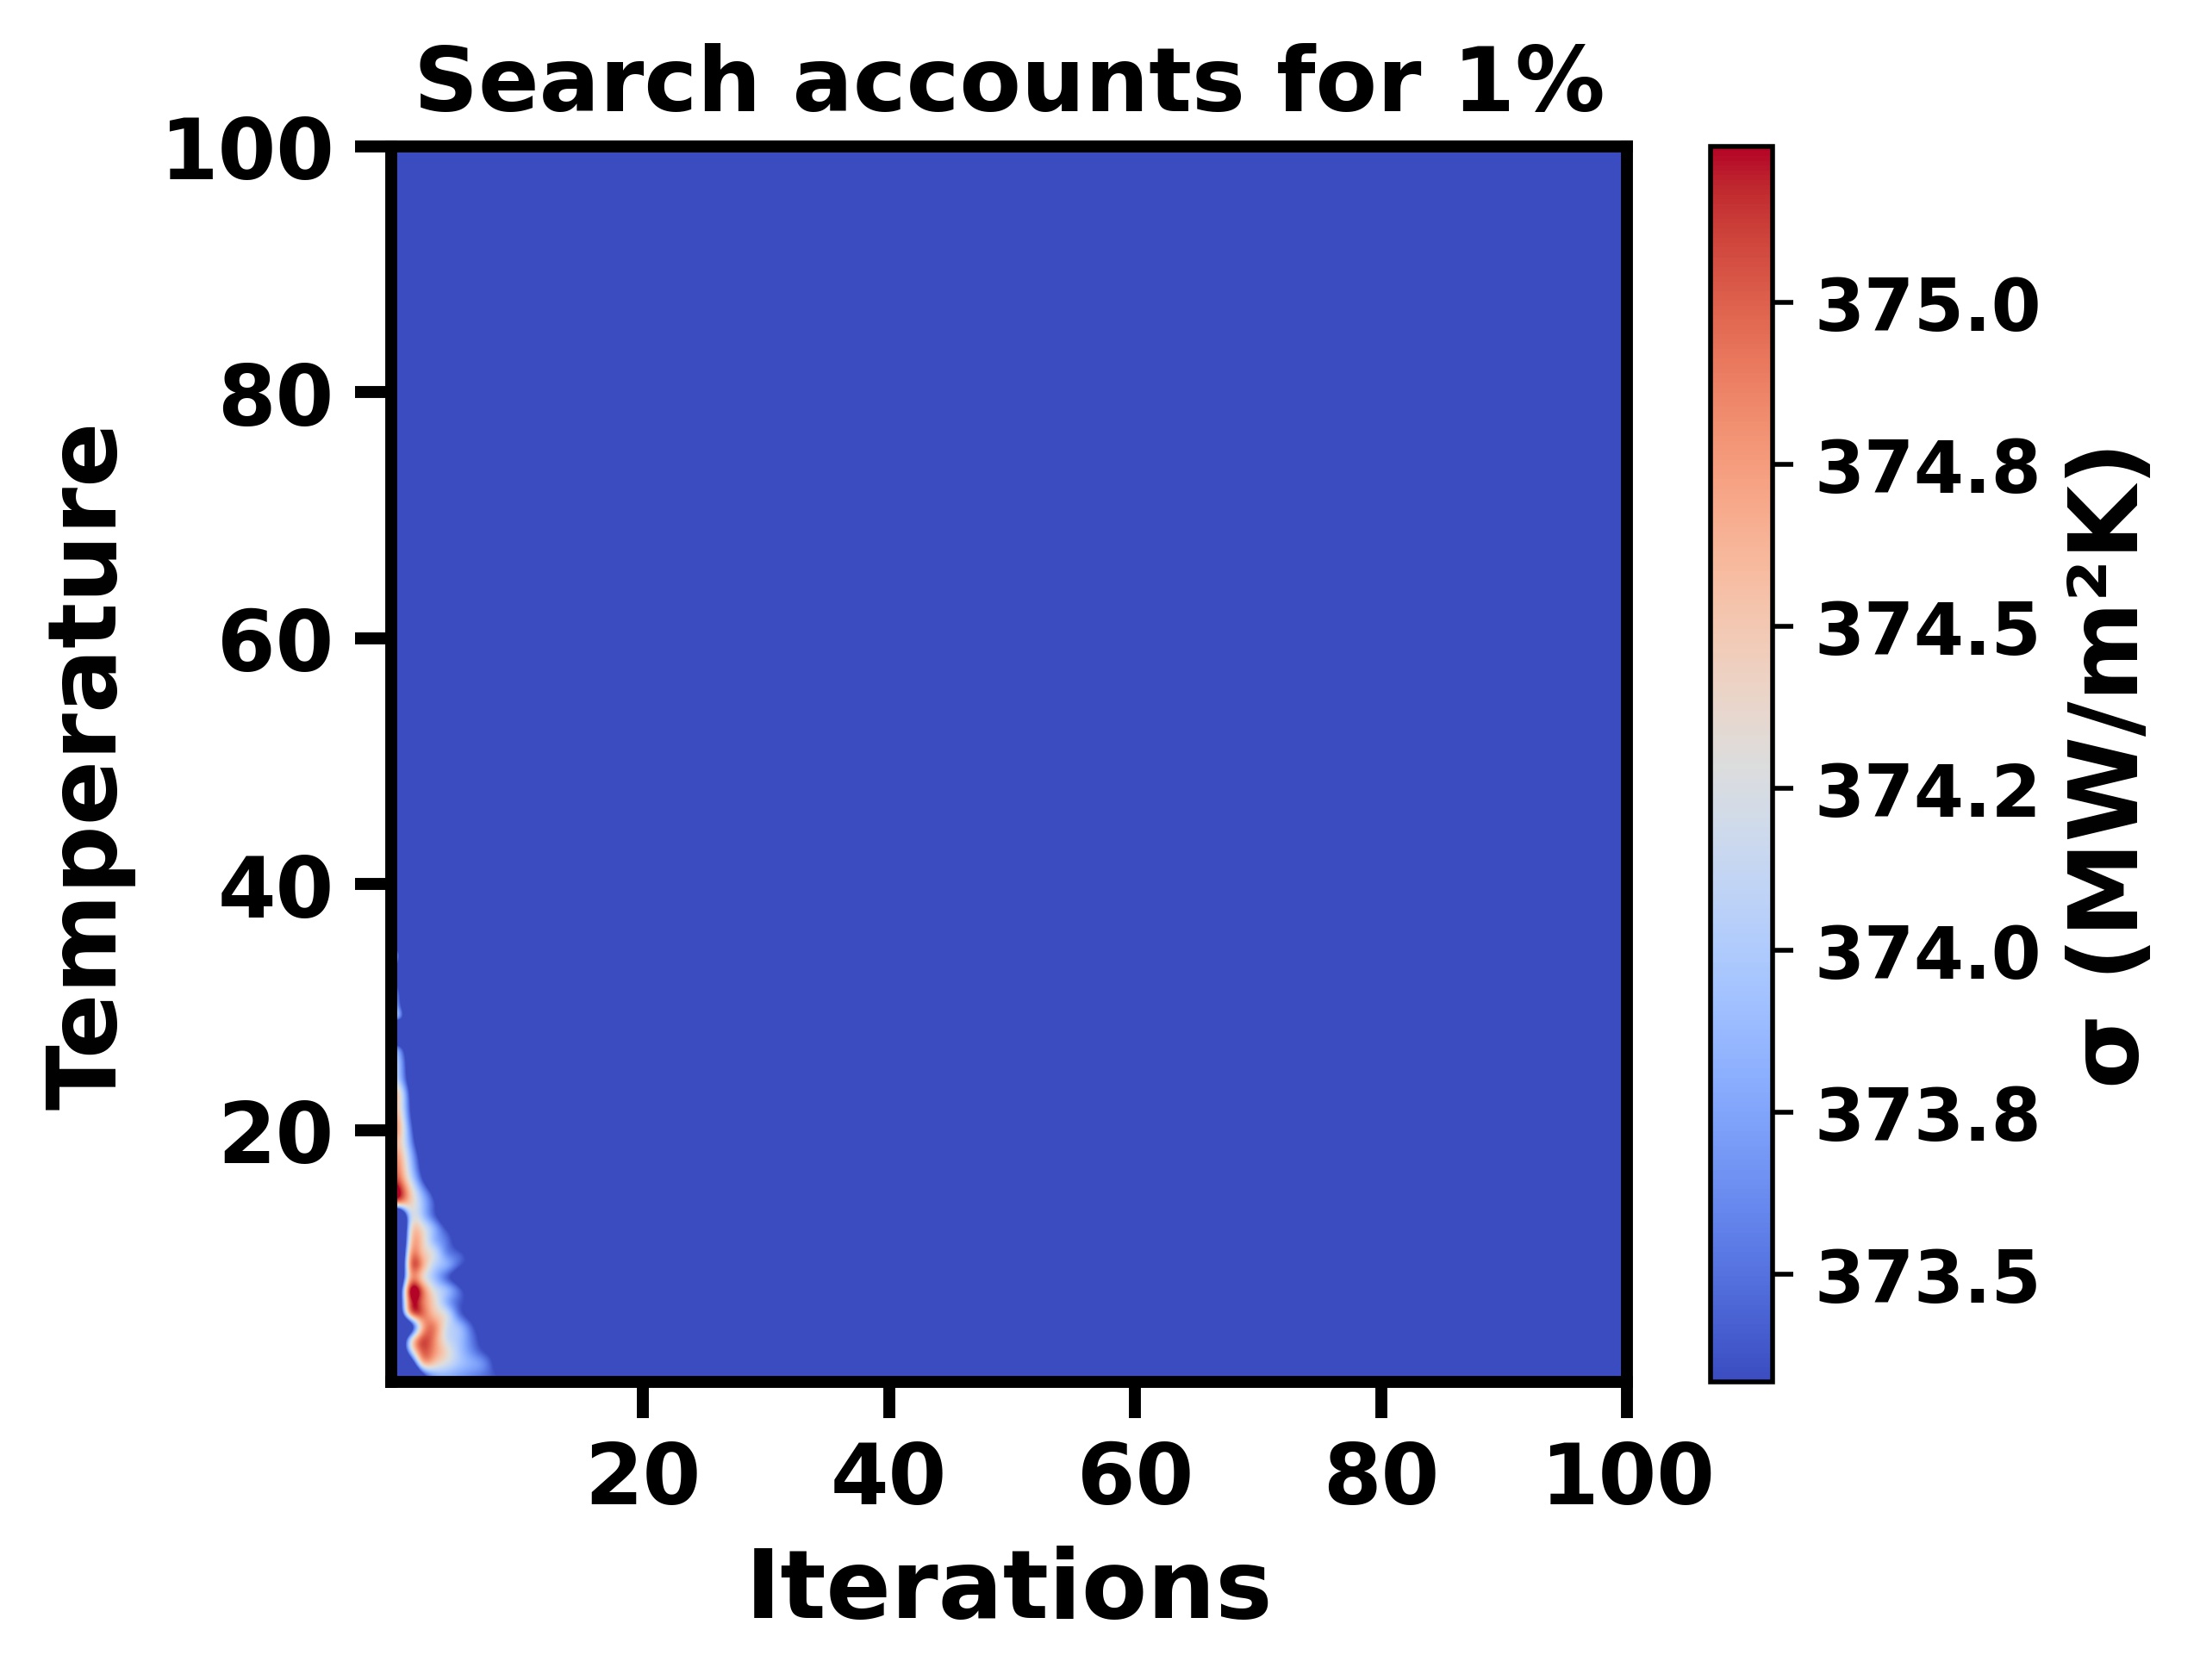 Search accounts for 1%
100
80
60
40
20
Temperature
20 40 60 80 100
Iterations
375.0
374.8
374.5
374.2
374.0
373.8
373.5
σ (MW/m²K)